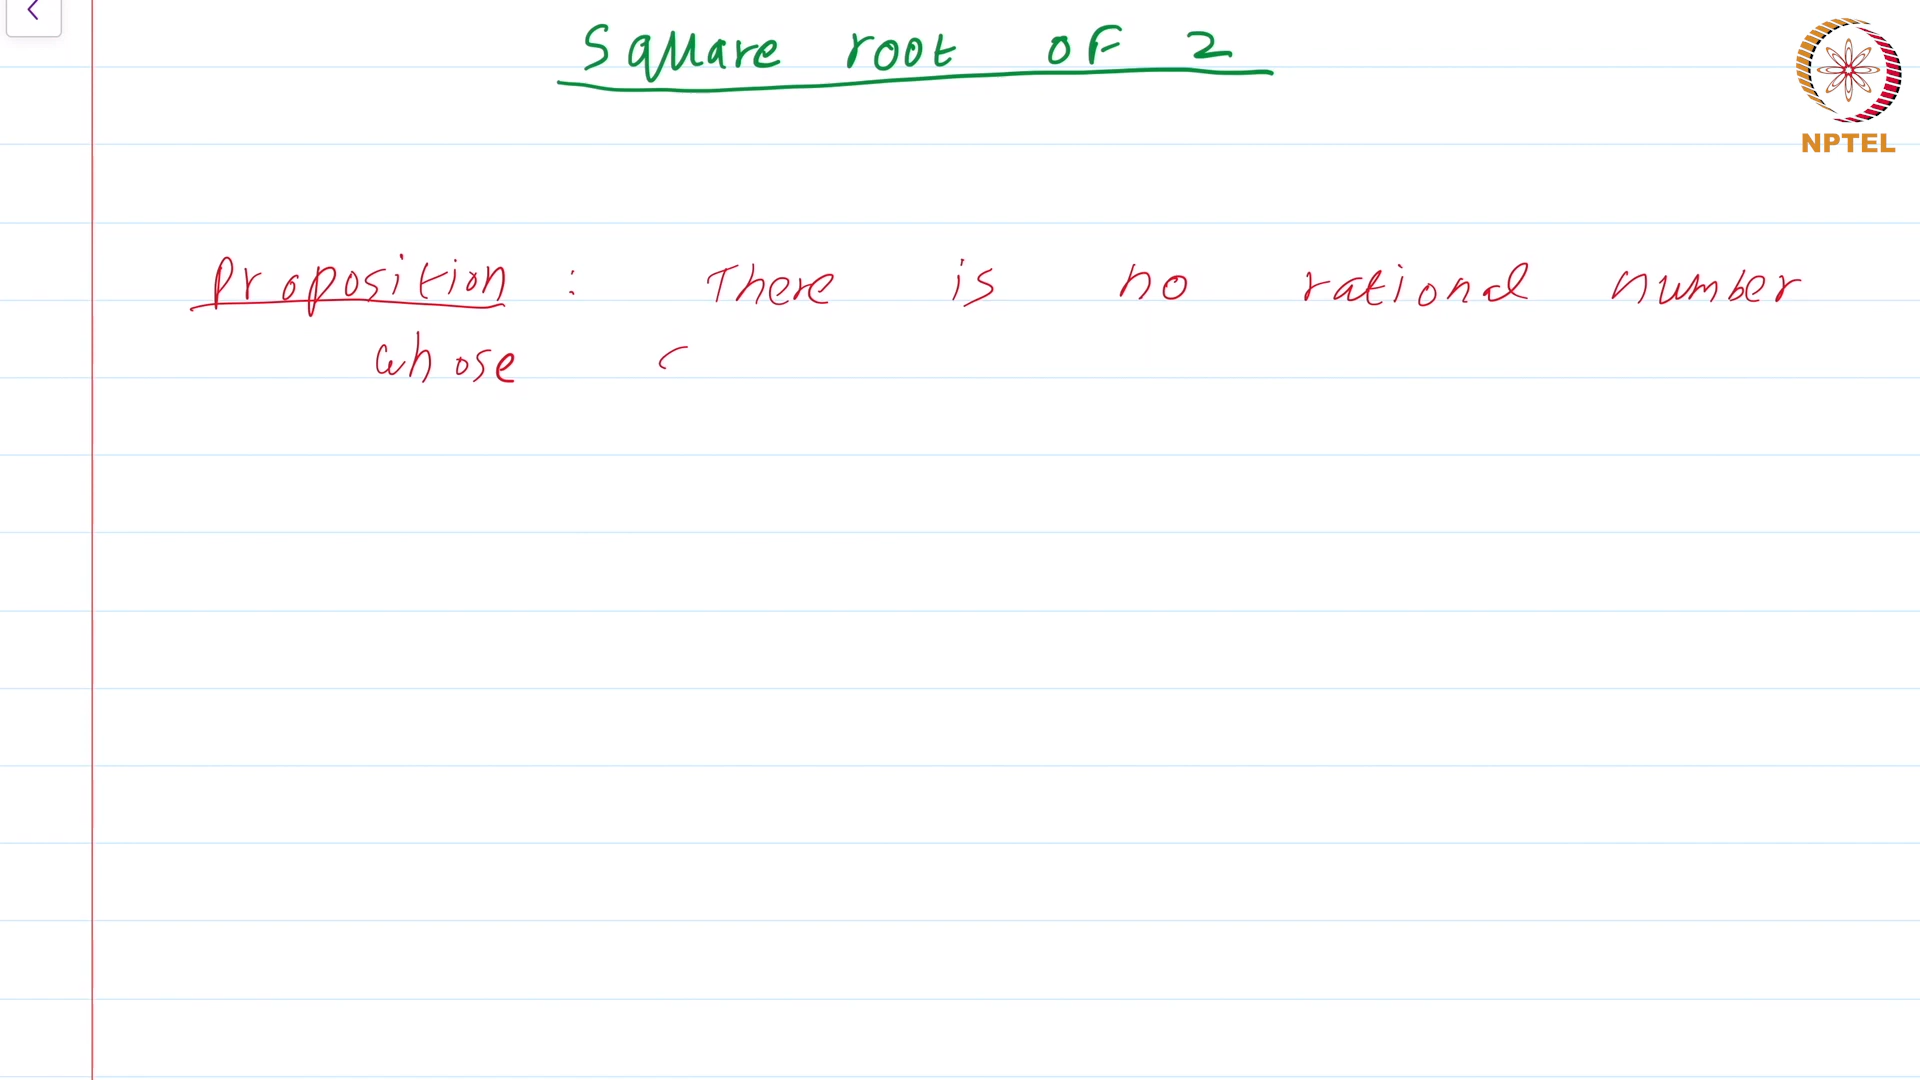 Square root of 2
NPTEL
Proposition : There is no rational number
whose